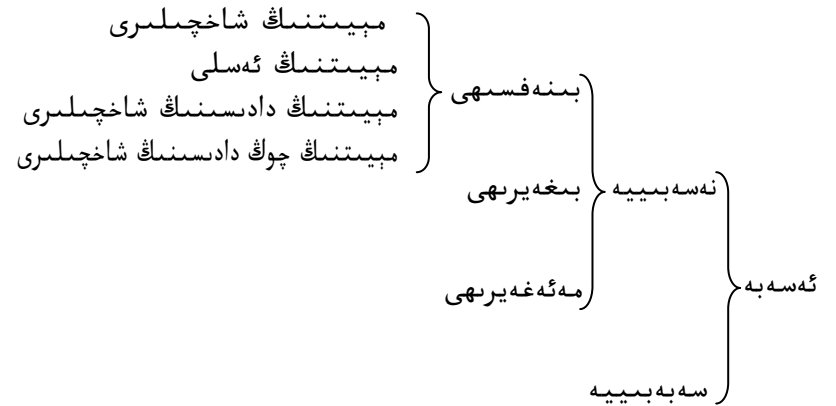 مېيىتنىڭ شاخچىلىرى
مېيىتنىڭ ئەسلى
بىنەفسىھى
مېيىتنىڭ دادىسىنىڭ شاخچىلىرى
مېيىتنىڭ چوڭ دادىسىنىڭ شاخچىلىرى
نەسەبىييە
بىغەيرىھى
ئەسەبە
مەئەغەيرىھى
سەبەبىييە